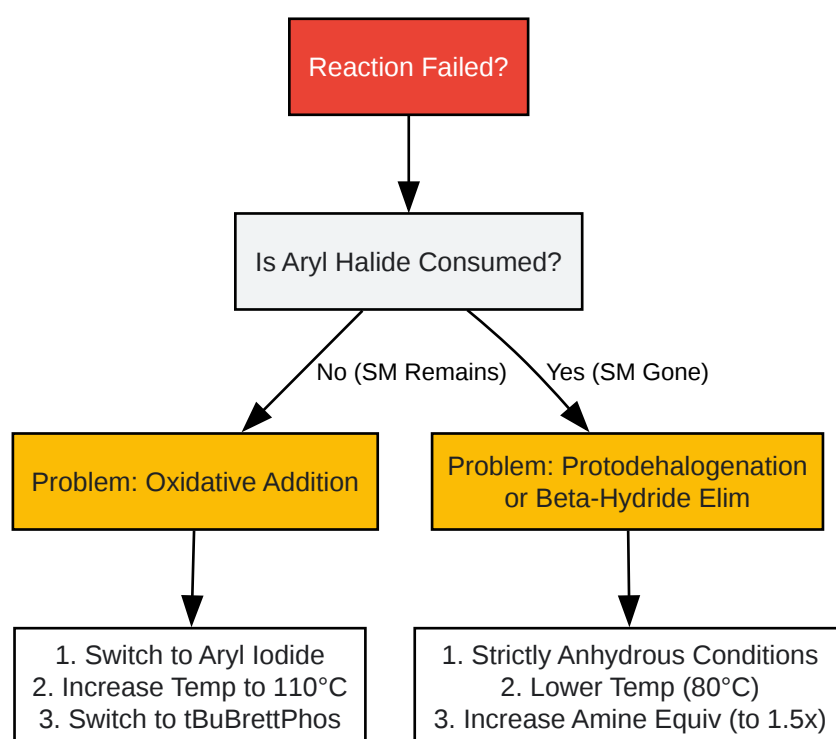 Reaction Failed?
Is Aryl Halide Consumed?
No (SM Remains)
Yes (SM Gone)
Problem: Oxidative Addition
Problem: Protodehalogenation
or Beta-Hydride Elim
1. Switch to Aryl Iodide
2. Increase Temp to 110°C
3. Switch to tBuBrettPhos
1. Strictly Anhydrous Conditions
2. Lower Temp (80°C)
3. Increase Amine Equiv (to 1.5x)